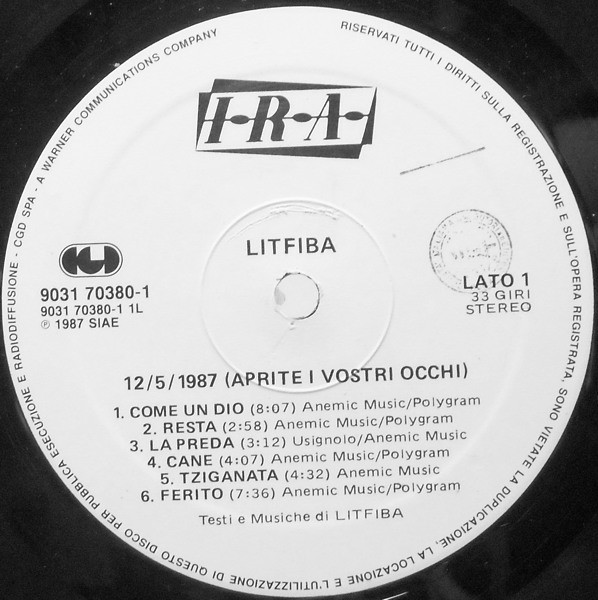 RISERVATI TUTTI I DIRITTI SULLA REGISTRAZIONE E SULL'OPERA REGISTRATA, SONO VIETATE LA DUPLICAZIONE, LA LOCAZIONE E L'UTILIZZAZIONE DI QUESTO DISCO PER PUBBLICA ESECUZIONE E RADIODIFFUSIONE - CGD SPA - A WARNER COMMUNICATIONS COMPANY
I·R·A·
LITFIBA
CGD
9031 70380-1
9031 70380-1 1L
℗ 1987 SIAE
LATO 1
33 GIRI
STEREO
12/5/1987 (APRITE I VOSTRI OCCHI)
1. COME UN DIO (8:07) Anemic Music/Polygram
2. RESTA (2:58) Anemic Music/Polygram
3. LA PREDA (3:12) Usignolo/Anemic Music
4. CANE (4:07) Anemic Music/Polygram
5. TZIGANATA (4:32) Anemic Music
6. FERITO (7:36) Anemic Music/Polygram
Testi e Musiche di LITFIBA